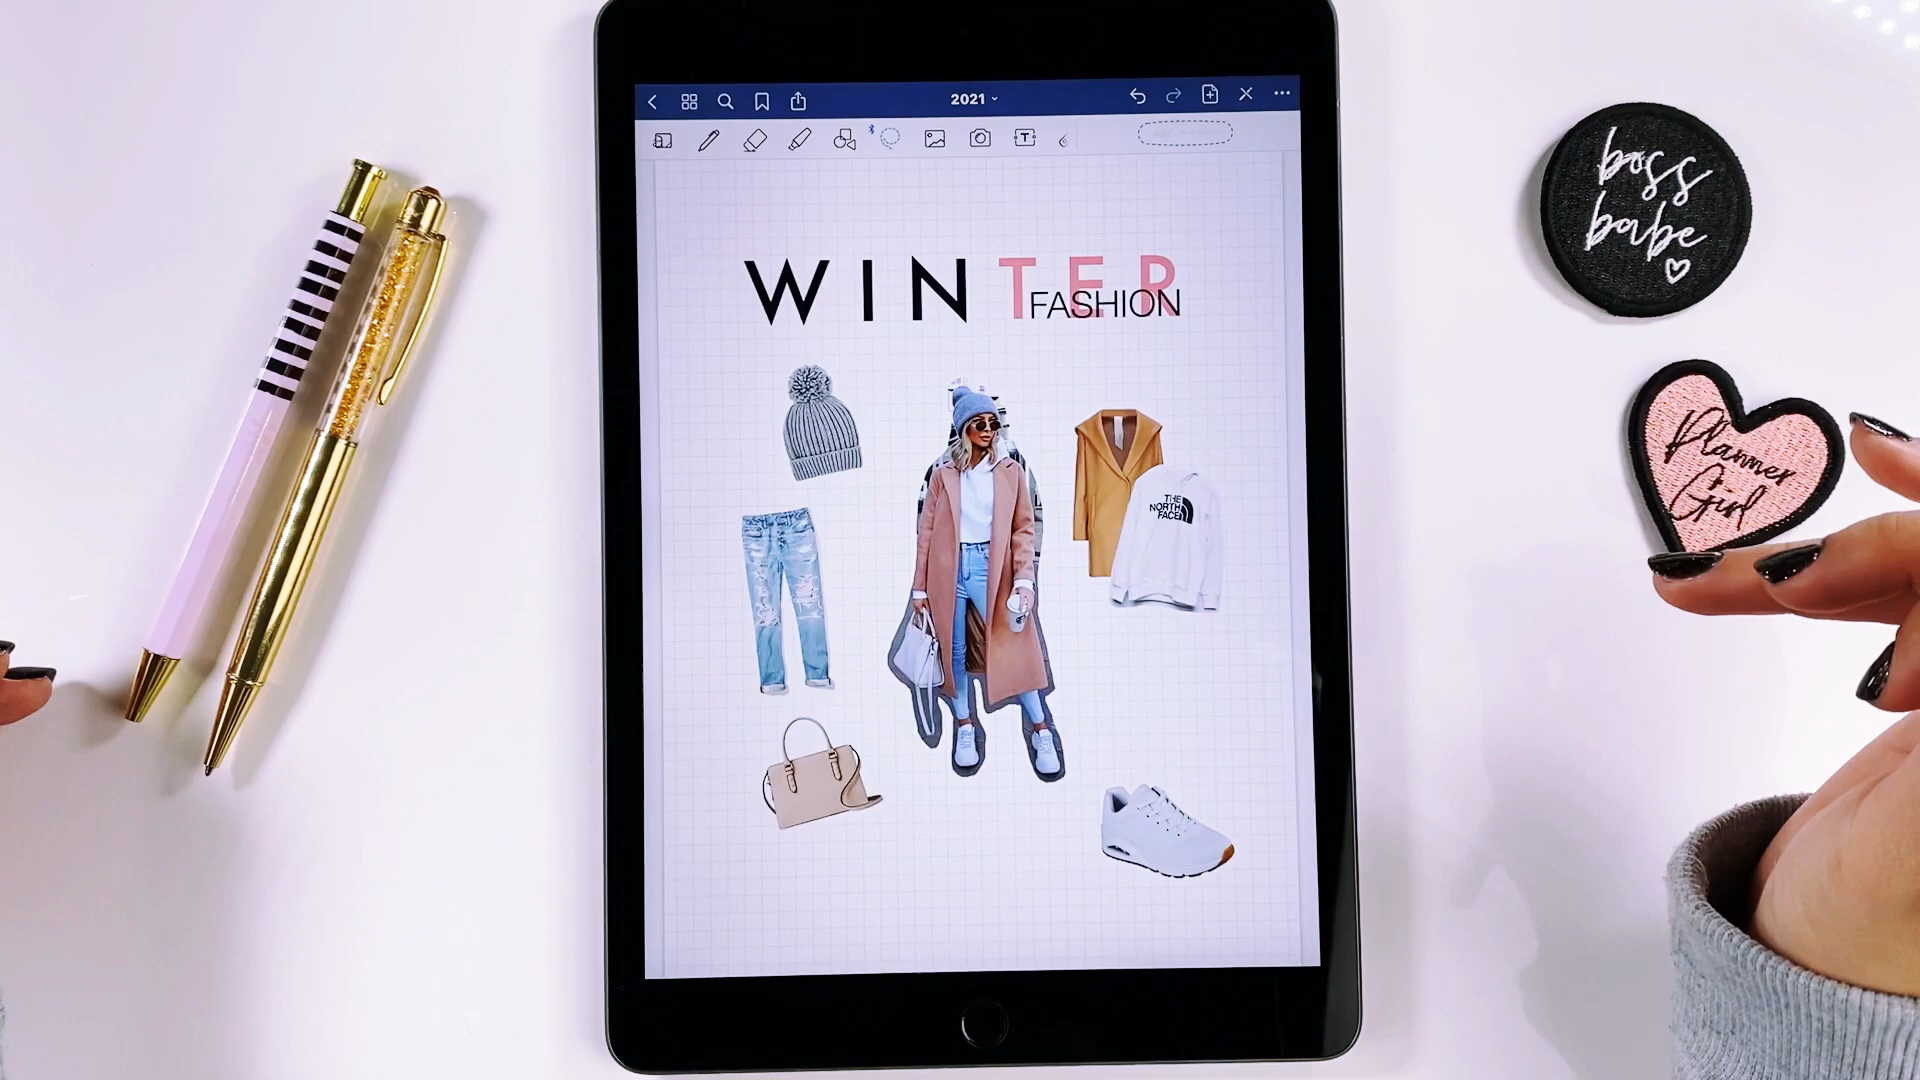 2021
T
WINTER
FASHION
THE
NORTH
FACE
boss
babe
Planner
Girl